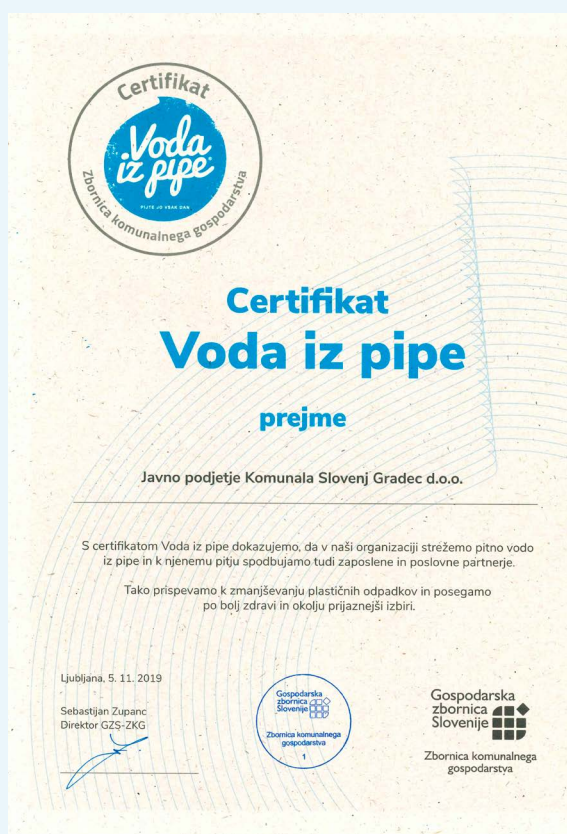 Certifikat
Voda
iz pipe
PIJTE JO VSAK DAN
Zbornica komunalnega gospodarstva
Certifikat
Voda iz pipe
prejme
Javno podjetje Komunala Slovenj Gradec d.o.o.
S certifikatom Voda iz pipe dokazujemo, da v naši organizaciji strežemo pitno vodo
iz pipe in k njenemu pitju spodbujamo tudi zaposlene in poslovne partnerje.
Tako prispevamo k zmanjševanju plastičnih odpadkov in posegamo
po bolj zdravi in okolju prijaznejši izbiri.
Ljubljana, 5. 11. 2019
Sebastijan Zupanc
Direktor GZS-ZKG
Gospodarska
zbornica
Slovenije
Zbornica komunalnega
gospodarstva
1
Gospodarska
zbornica
Slovenije
Zbornica komunalnega
gospodarstva